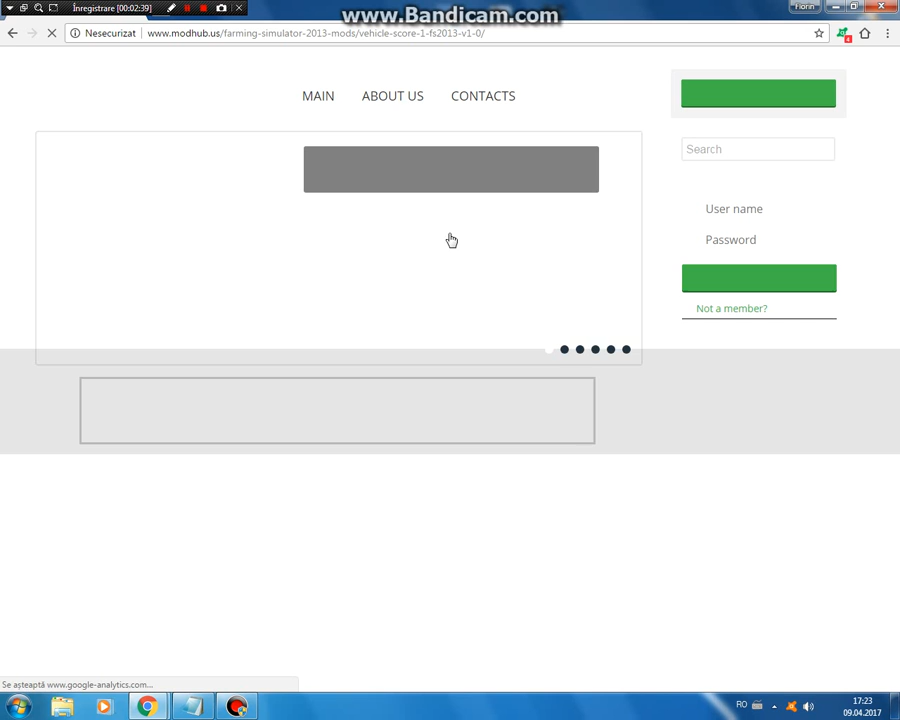 Înregistrare [00:02:39]
www.Bandicam.com
Florin
Nesecurizat
www.modhub.us/farming-simulator-2013-mods/vehicle-score-1-fs2013-v1-0/
4
MAIN
ABOUT US
CONTACTS
Search
User name
Password
Not a member?
Se așteaptă www.google-analytics.com...
RO
17:23
09.04.2017